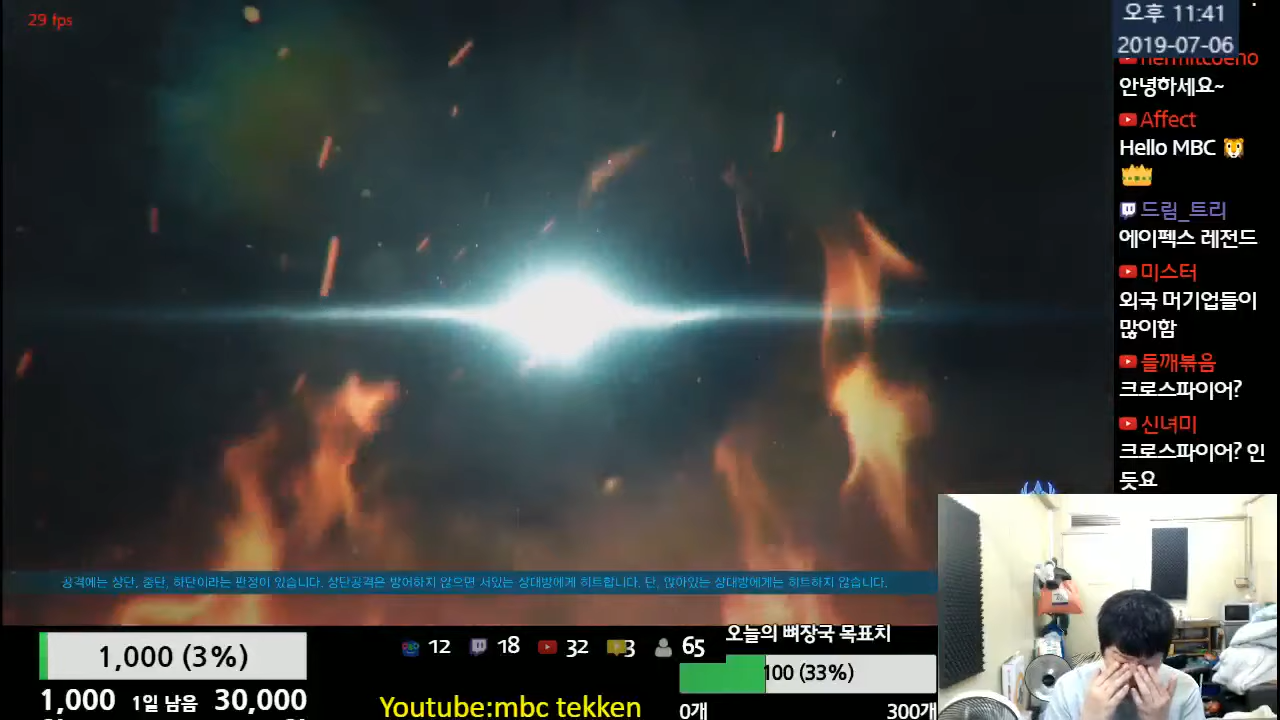 29 fps
오후 11:41
2019-07-06
hermitcoeno
안녕하세요~
Affect
Hello MBC
드림_트리
에이펙스 레전드
미스터
외국 머기업들이
많이함
들깨볶음
크로스파이어?
신녀미
크로스파이어? 인
듯요
공격에는 상단, 중단, 하단이라는 판정이 있습니다. 상단공격은 방어하지 않으면 서있는 상대방에게 히트합니다. 단, 앉아있는 상대방에게는 히트하지 않습니다.
1,000 (3%)
1,000 1일 남음 30,000
12 18 32 3 65
오늘의 뼈장국 목표치
100 (33%)
0개 300개
Youtube:mbc tekken